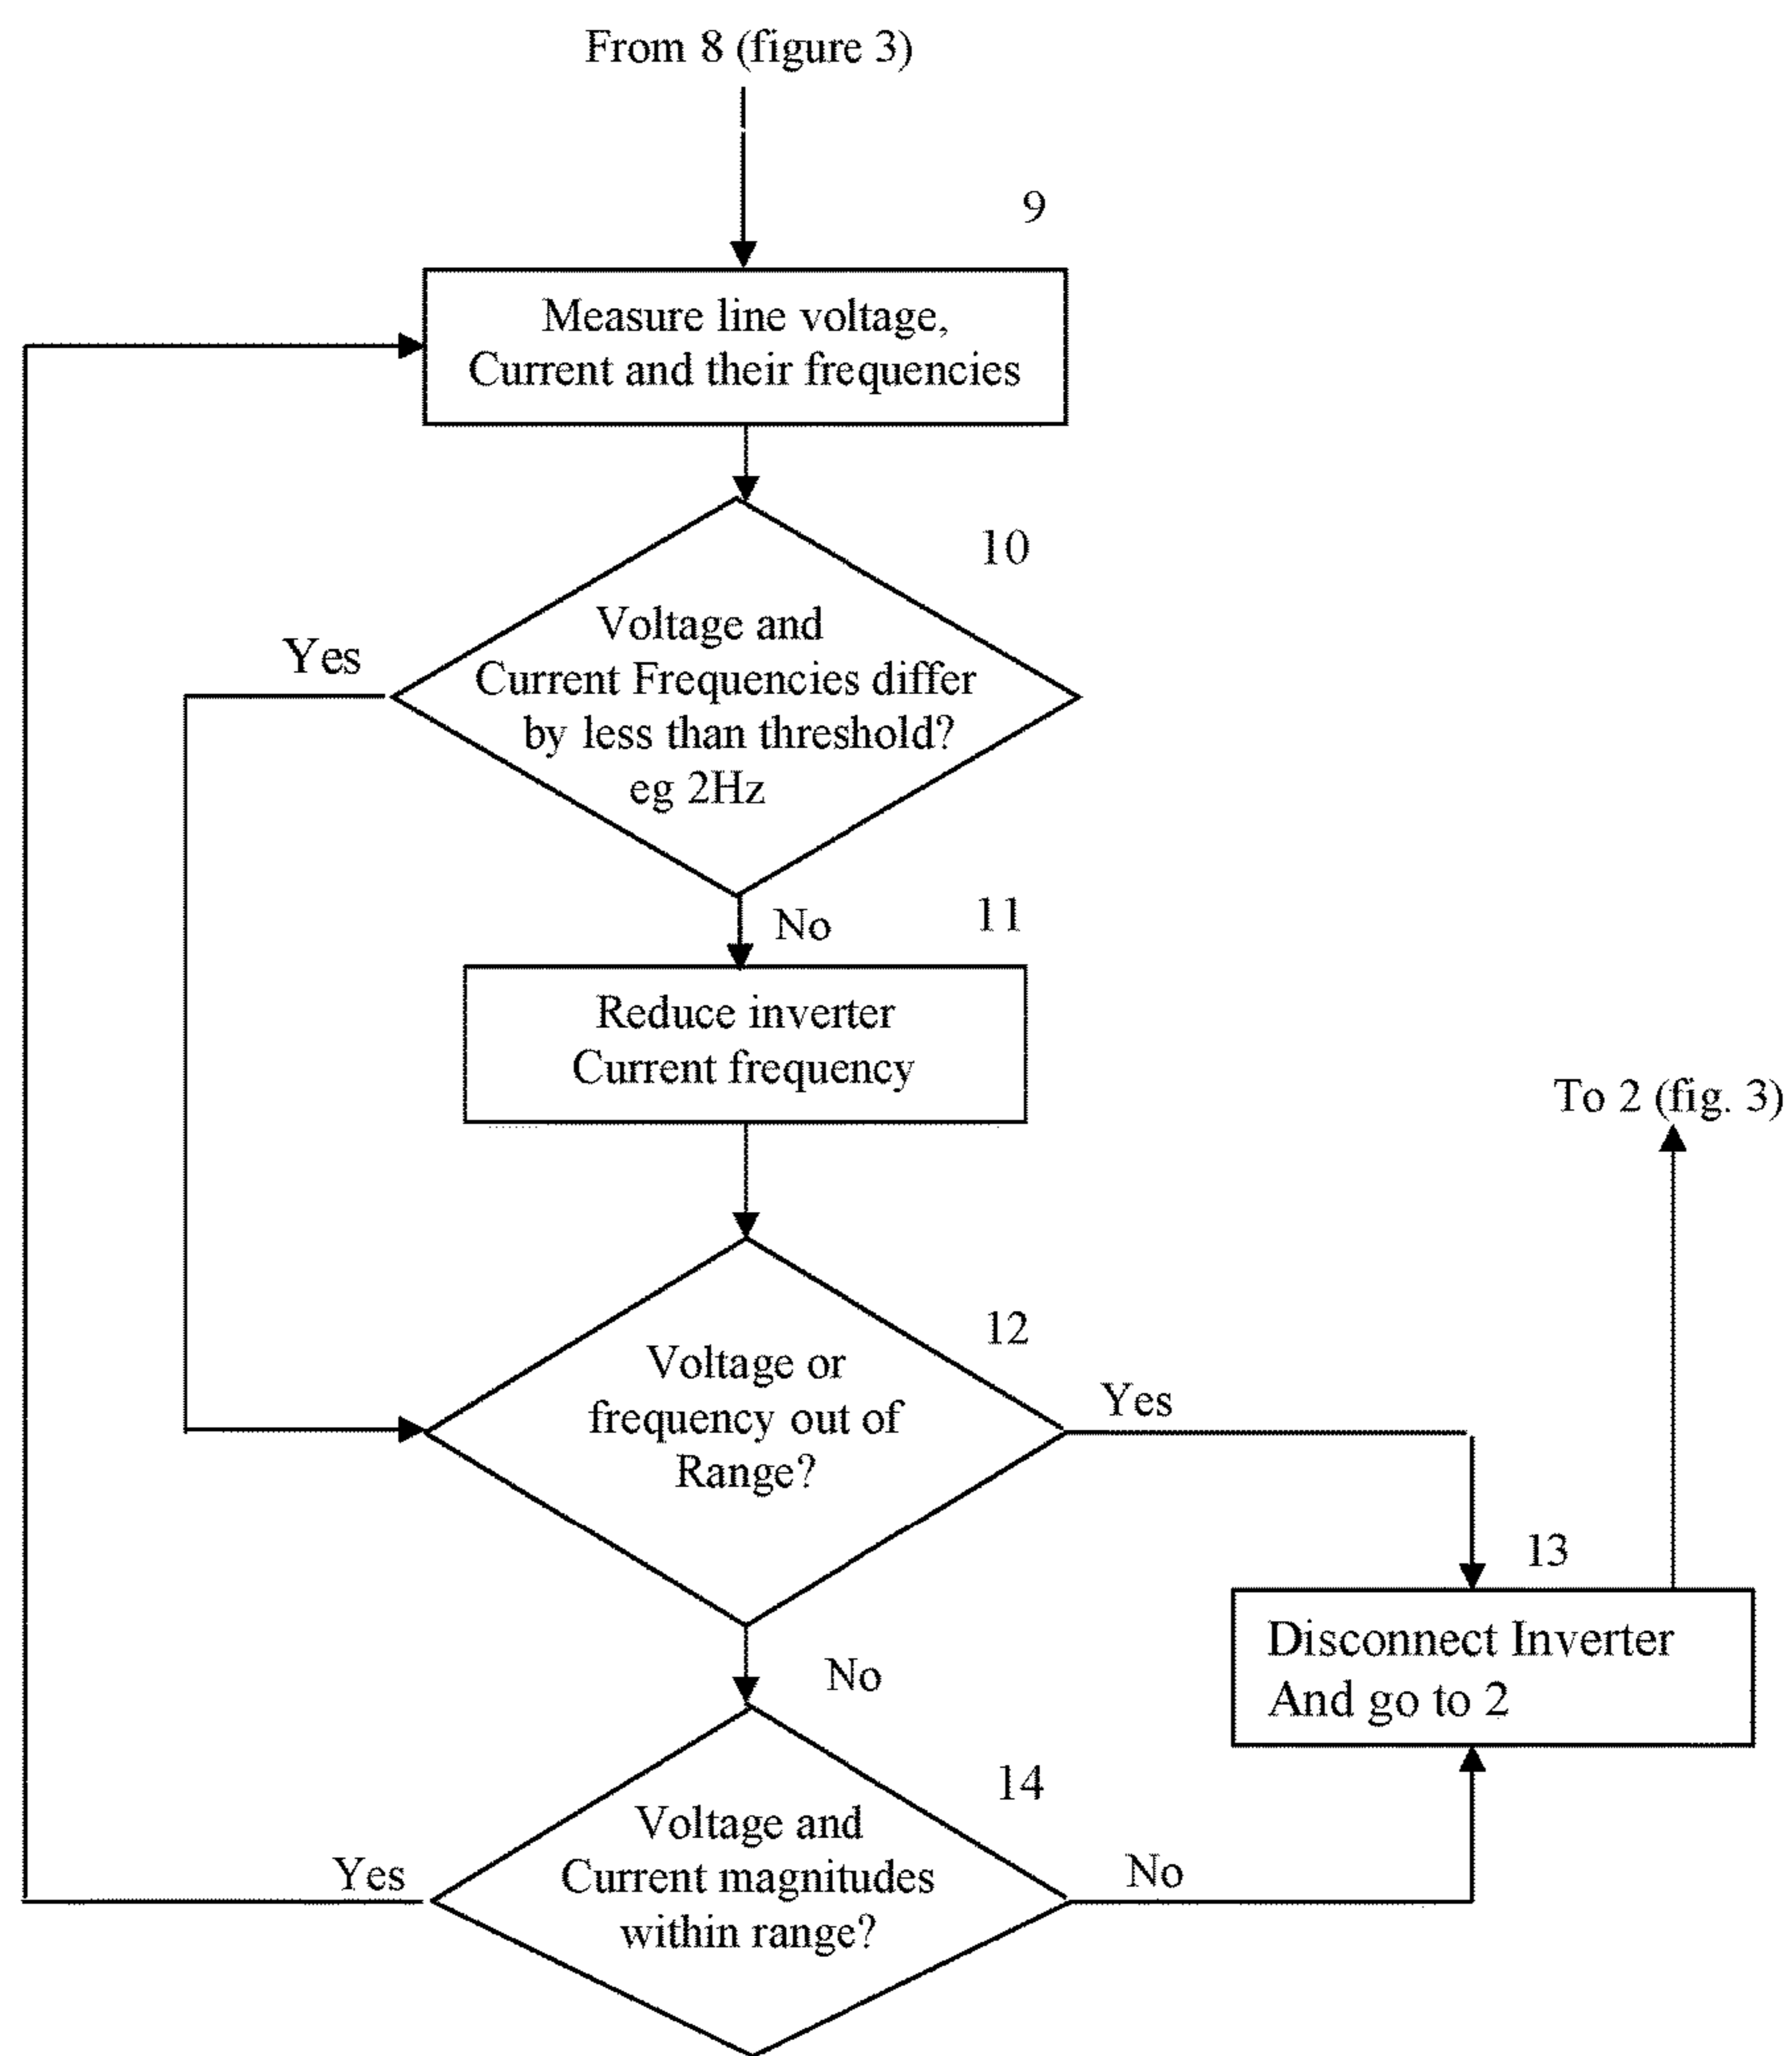 From 8 (figure 3)
9
Measure line voltage,
Current and their frequencies
10
Voltage and
Current Frequencies differ
by less than threshold?
eg 2Hz
Yes
No
11
Reduce inverter
Current frequency
To 2 (fig. 3)
12
Voltage or
frequency out of
Range?
Yes
No
13
Disconnect Inverter
And go to 2
14
Voltage and
Current magnitudes
within range?
Yes
No